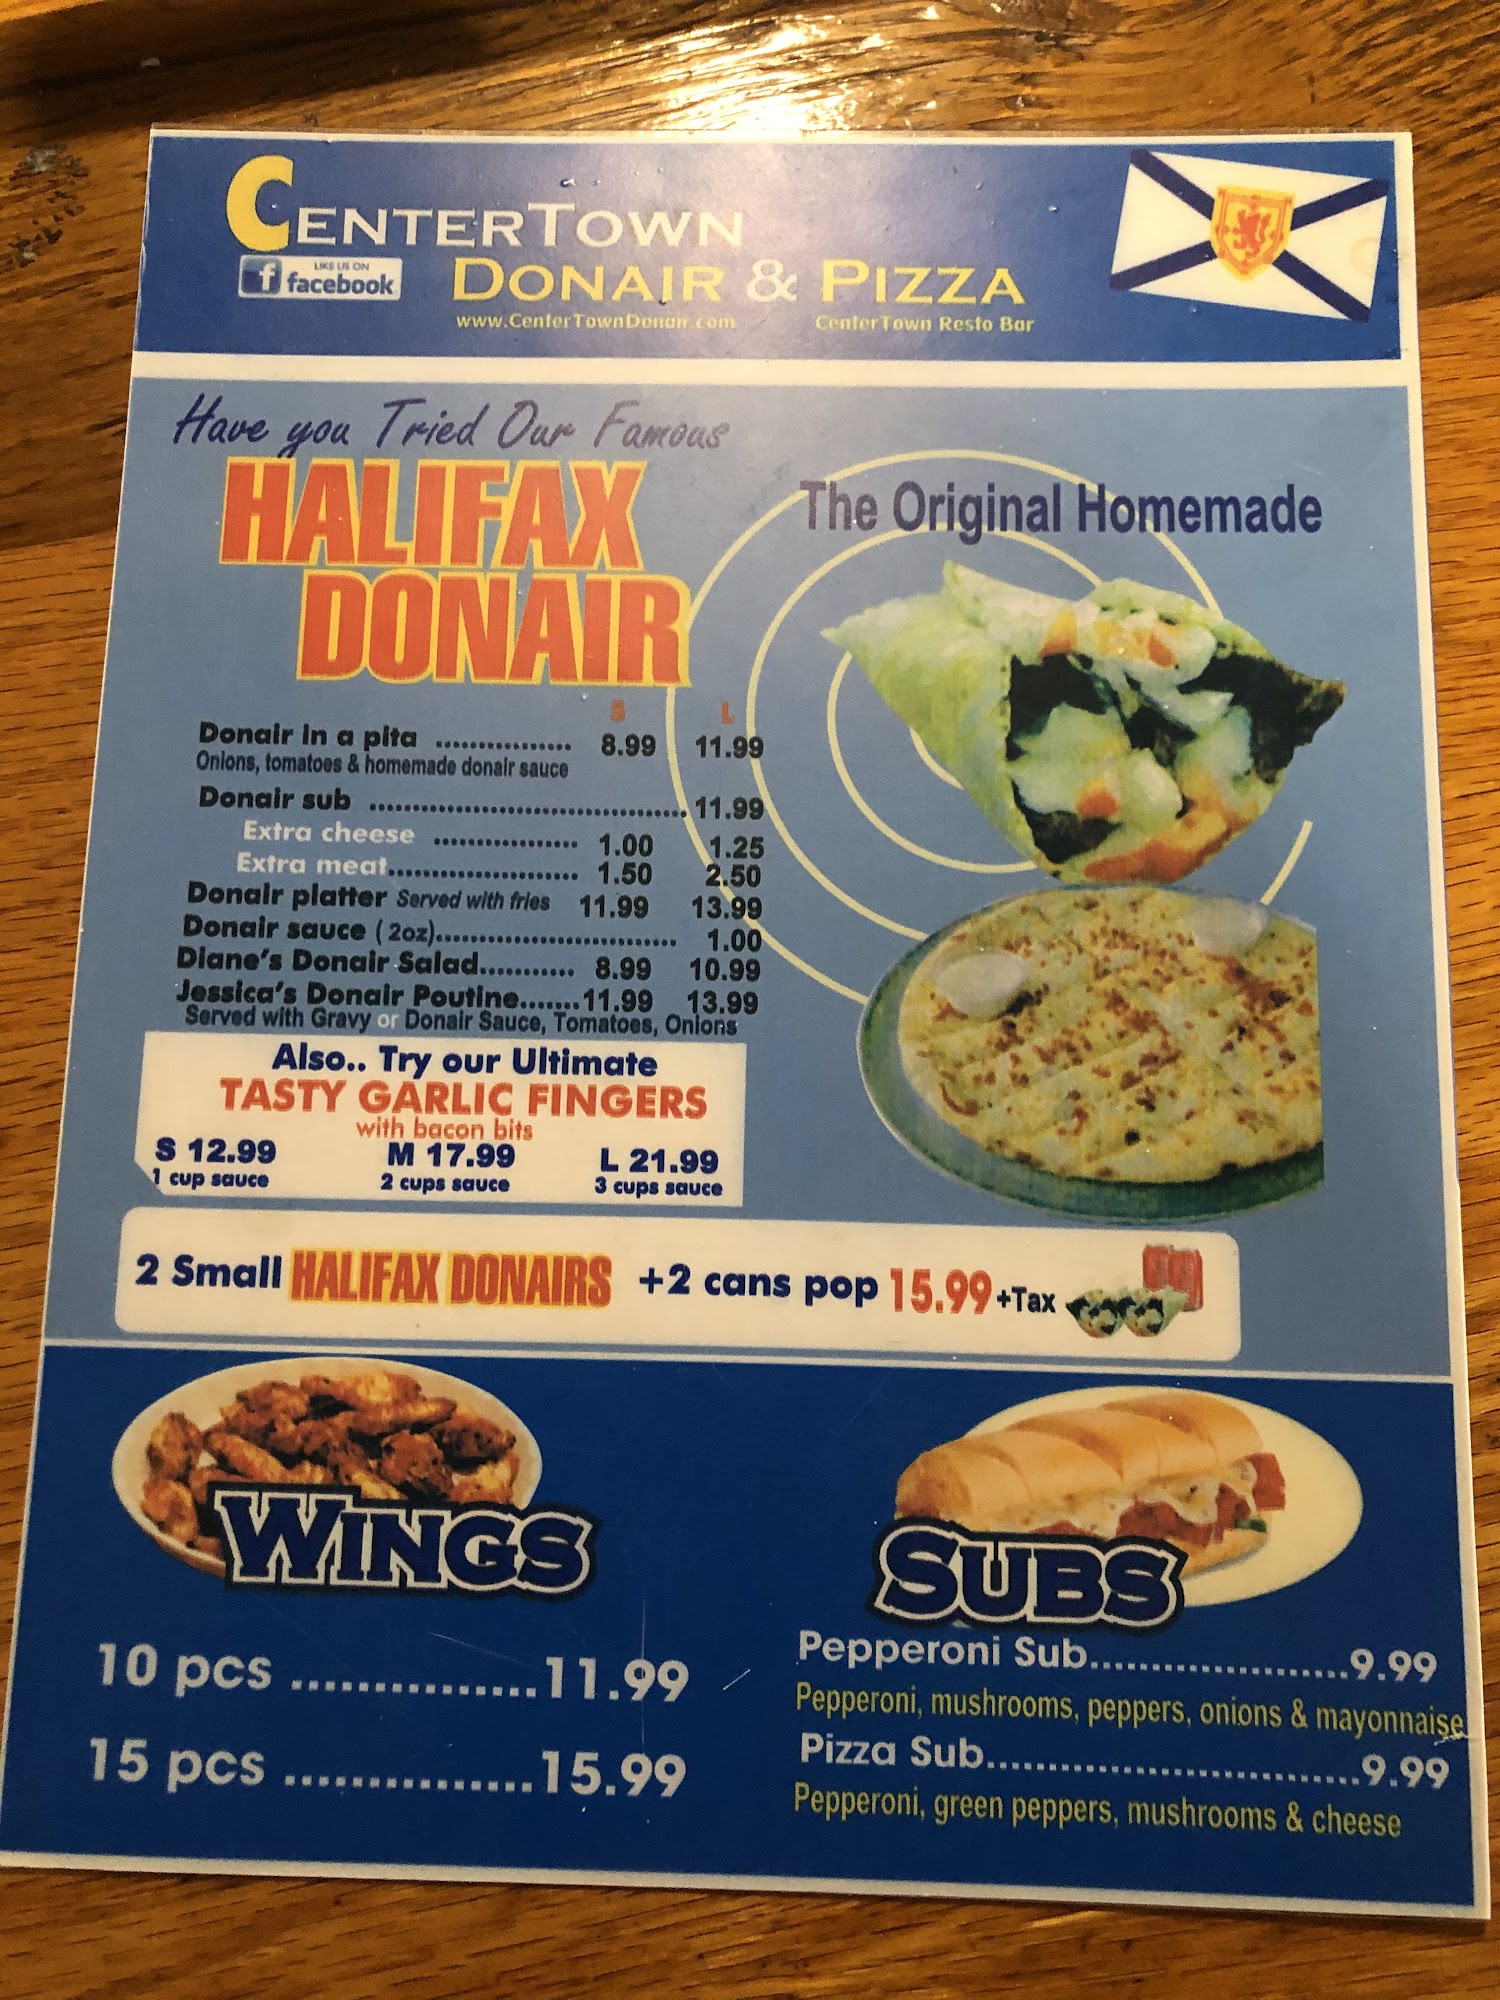 CENTERTOWN
LIKE US ON
facebook
DONAIR & PIZZA
www.CenterTownDonair.com
CenterTown Resto Bar
Have you Tried Our Famous
HALIFAX
DONAIR
The Original Homemade
S L
Donair in a pita ................ 8.99 11.99
Onions, tomatoes & homemade donair sauce
Donair sub ..................................... 11.99
Extra cheese ................. 1.00 1.25
Extra meat....................... 1.50 2.50
Donair platter Served with fries 11.99 13.99
Donair sauce ( 2oz)............................. 1.00
Diane's Donair Salad........... 8.99 10.99
Jessica's Donair Poutine.......11.99 13.99
Served with Gravy or Donair Sauce, Tomatoes, Onions
Also.. Try our Ultimate
TASTY GARLIC FINGERS
with bacon bits
S 12.99 M 17.99 L 21.99
1 cup sauce 2 cups sauce 3 cups sauce
2 Small HALIFAX DONAIRS +2 cans pop 15.99 +Tax
WINGS
10 pcs ...............11.99
15 pcs ...............15.99
SUBS
Pepperoni Sub.....................9.99
Pepperoni, mushrooms, peppers, onions & mayonnaise
Pizza Sub..............................9.99
Pepperoni, green peppers, mushrooms & cheese